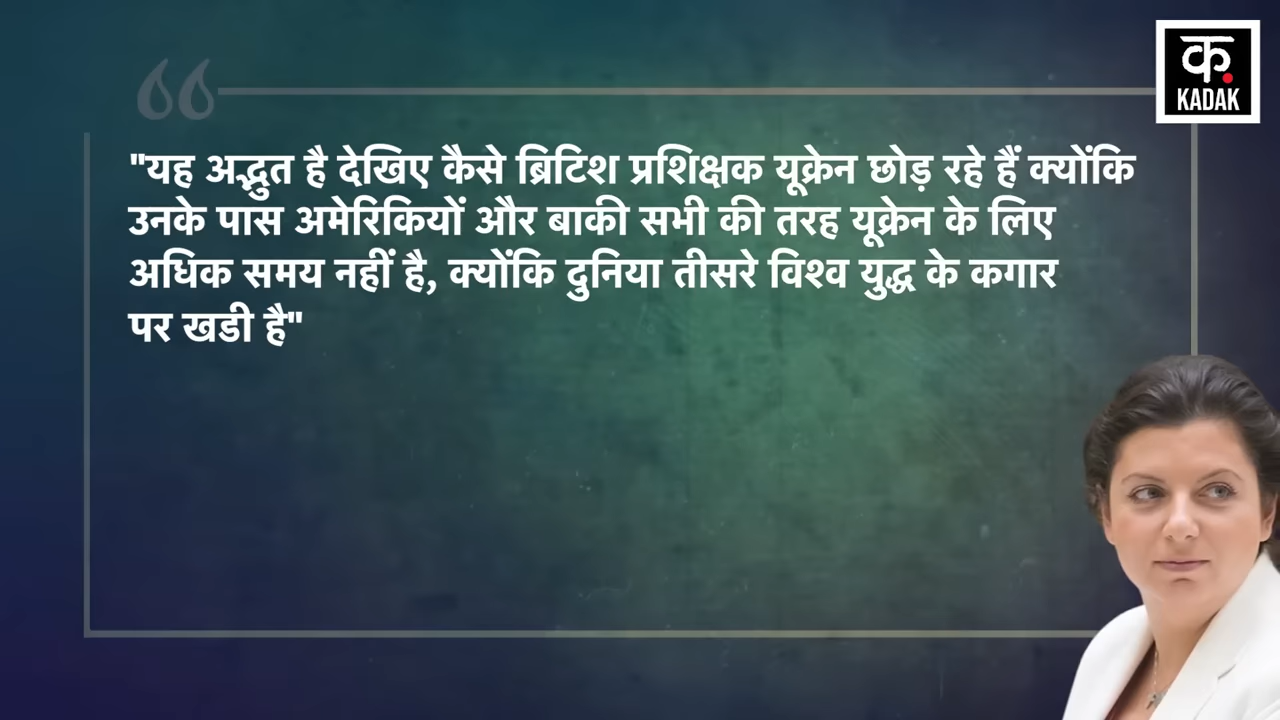 क
KADAK
"यह अद्भुत है देखिए कैसे ब्रिटिश प्रशिक्षक यूक्रेन छोड़ रहे हैं क्योंकि
उनके पास अमेरिकियों और बाकी सभी की तरह यूक्रेन के लिए
अधिक समय नहीं है, क्योंकि दुनिया तीसरे विश्व युद्ध के कगार
पर खडी है"